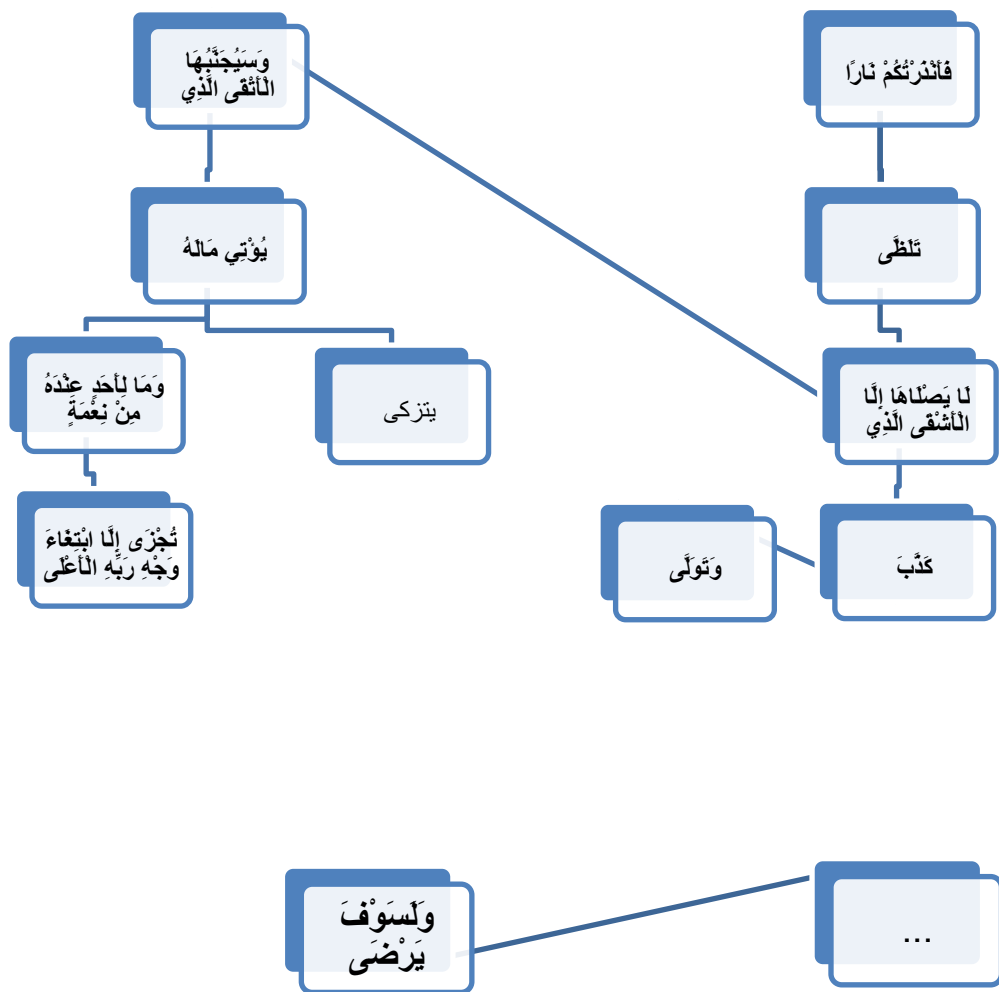 فَأَنْذَرْتُكُمْ نَارًا
تَلَظَّى
لَا يَصْلَاهَا إِلَّا
الْأَشْقَى الَّذِي
كَذَّبَ
وَتَوَلَّى
وَسَيُجَنَّبُهَا
الْأَتْقَى الَّذِي
يُؤْتِي مَالَهُ
يتزكى
وَمَا لِأَحَدٍ عِنْدَهُ
مِنْ نِعْمَةٍ
تُجْزَى إِلَّا ابْتِغَاءَ
وَجْهِ رَبِّهِ الْأَعْلَى
...
وَلَسَوْفَ
يَرْضَى